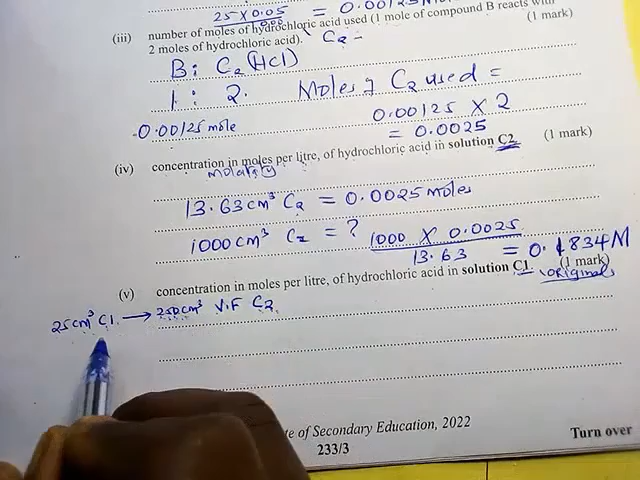 25 X 0.05 = 0.00125 M
1000
(iii) number of moles of hydrochloric acid used (1 mole of compound B reacts with
2 moles of hydrochloric acid). C2 = (1 mark)
B : C2 (HCl)
1 : 2. Moles of C2 used =
0.00125 mole 0.00125 X 2
= 0.0025
(iv) concentration in moles per litre, of hydrochloric acid in solution C2 (1 mark)
molarity
13.63cm³ C2 = 0.0025 moles
1000cm³ C2 = ? 1000 X 0.0025 = 0.1834M
13.63
(v) concentration in moles per litre, of hydrochloric acid in solution C1 (1 mark)
original
25cm³ C1 → 250cm³ V.F C2
te of Secondary Education, 2022
233/3
Turn over